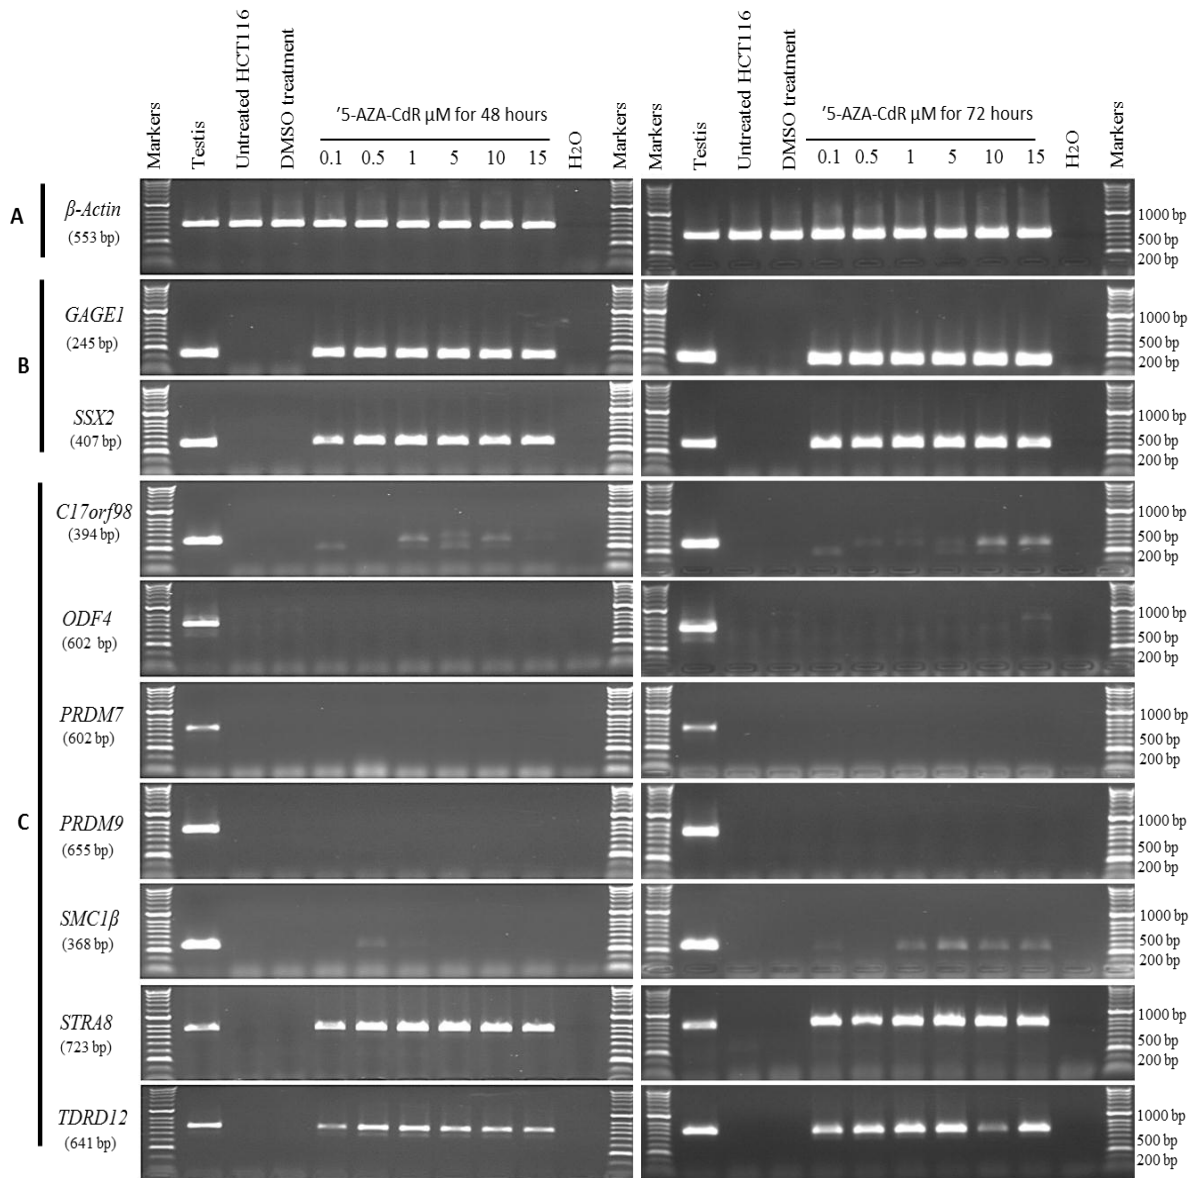 Markers Testis Untreated HCT116 DMSO treatment '5-AZA-CdR µM for 48 hours H2O Markers Markers Testis Untreated HCT116 DMSO treatment '5-AZA-CdR µM for 72 hours H2O Markers
0.1 0.5 1 5 10 15 0.1 0.5 1 5 10 15
A
β-Actin
(553 bp)
1000 bp
500 bp
200 bp
B
GAGE1
(245 bp)
1000 bp
500 bp
200 bp
SSX2
(407 bp)
1000 bp
500 bp
200 bp
C
C17orf98
(394 bp)
1000 bp
500 bp
200 bp
ODF4
(602 bp)
1000 bp
500 bp
200 bp
PRDM7
(602 bp)
1000 bp
500 bp
200 bp
PRDM9
(655 bp)
1000 bp
500 bp
200 bp
SMC1β
(368 bp)
1000 bp
500 bp
200 bp
STRA8
(723 bp)
1000 bp
500 bp
200 bp
TDRD12
(641 bp)
1000 bp
500 bp
200 bp